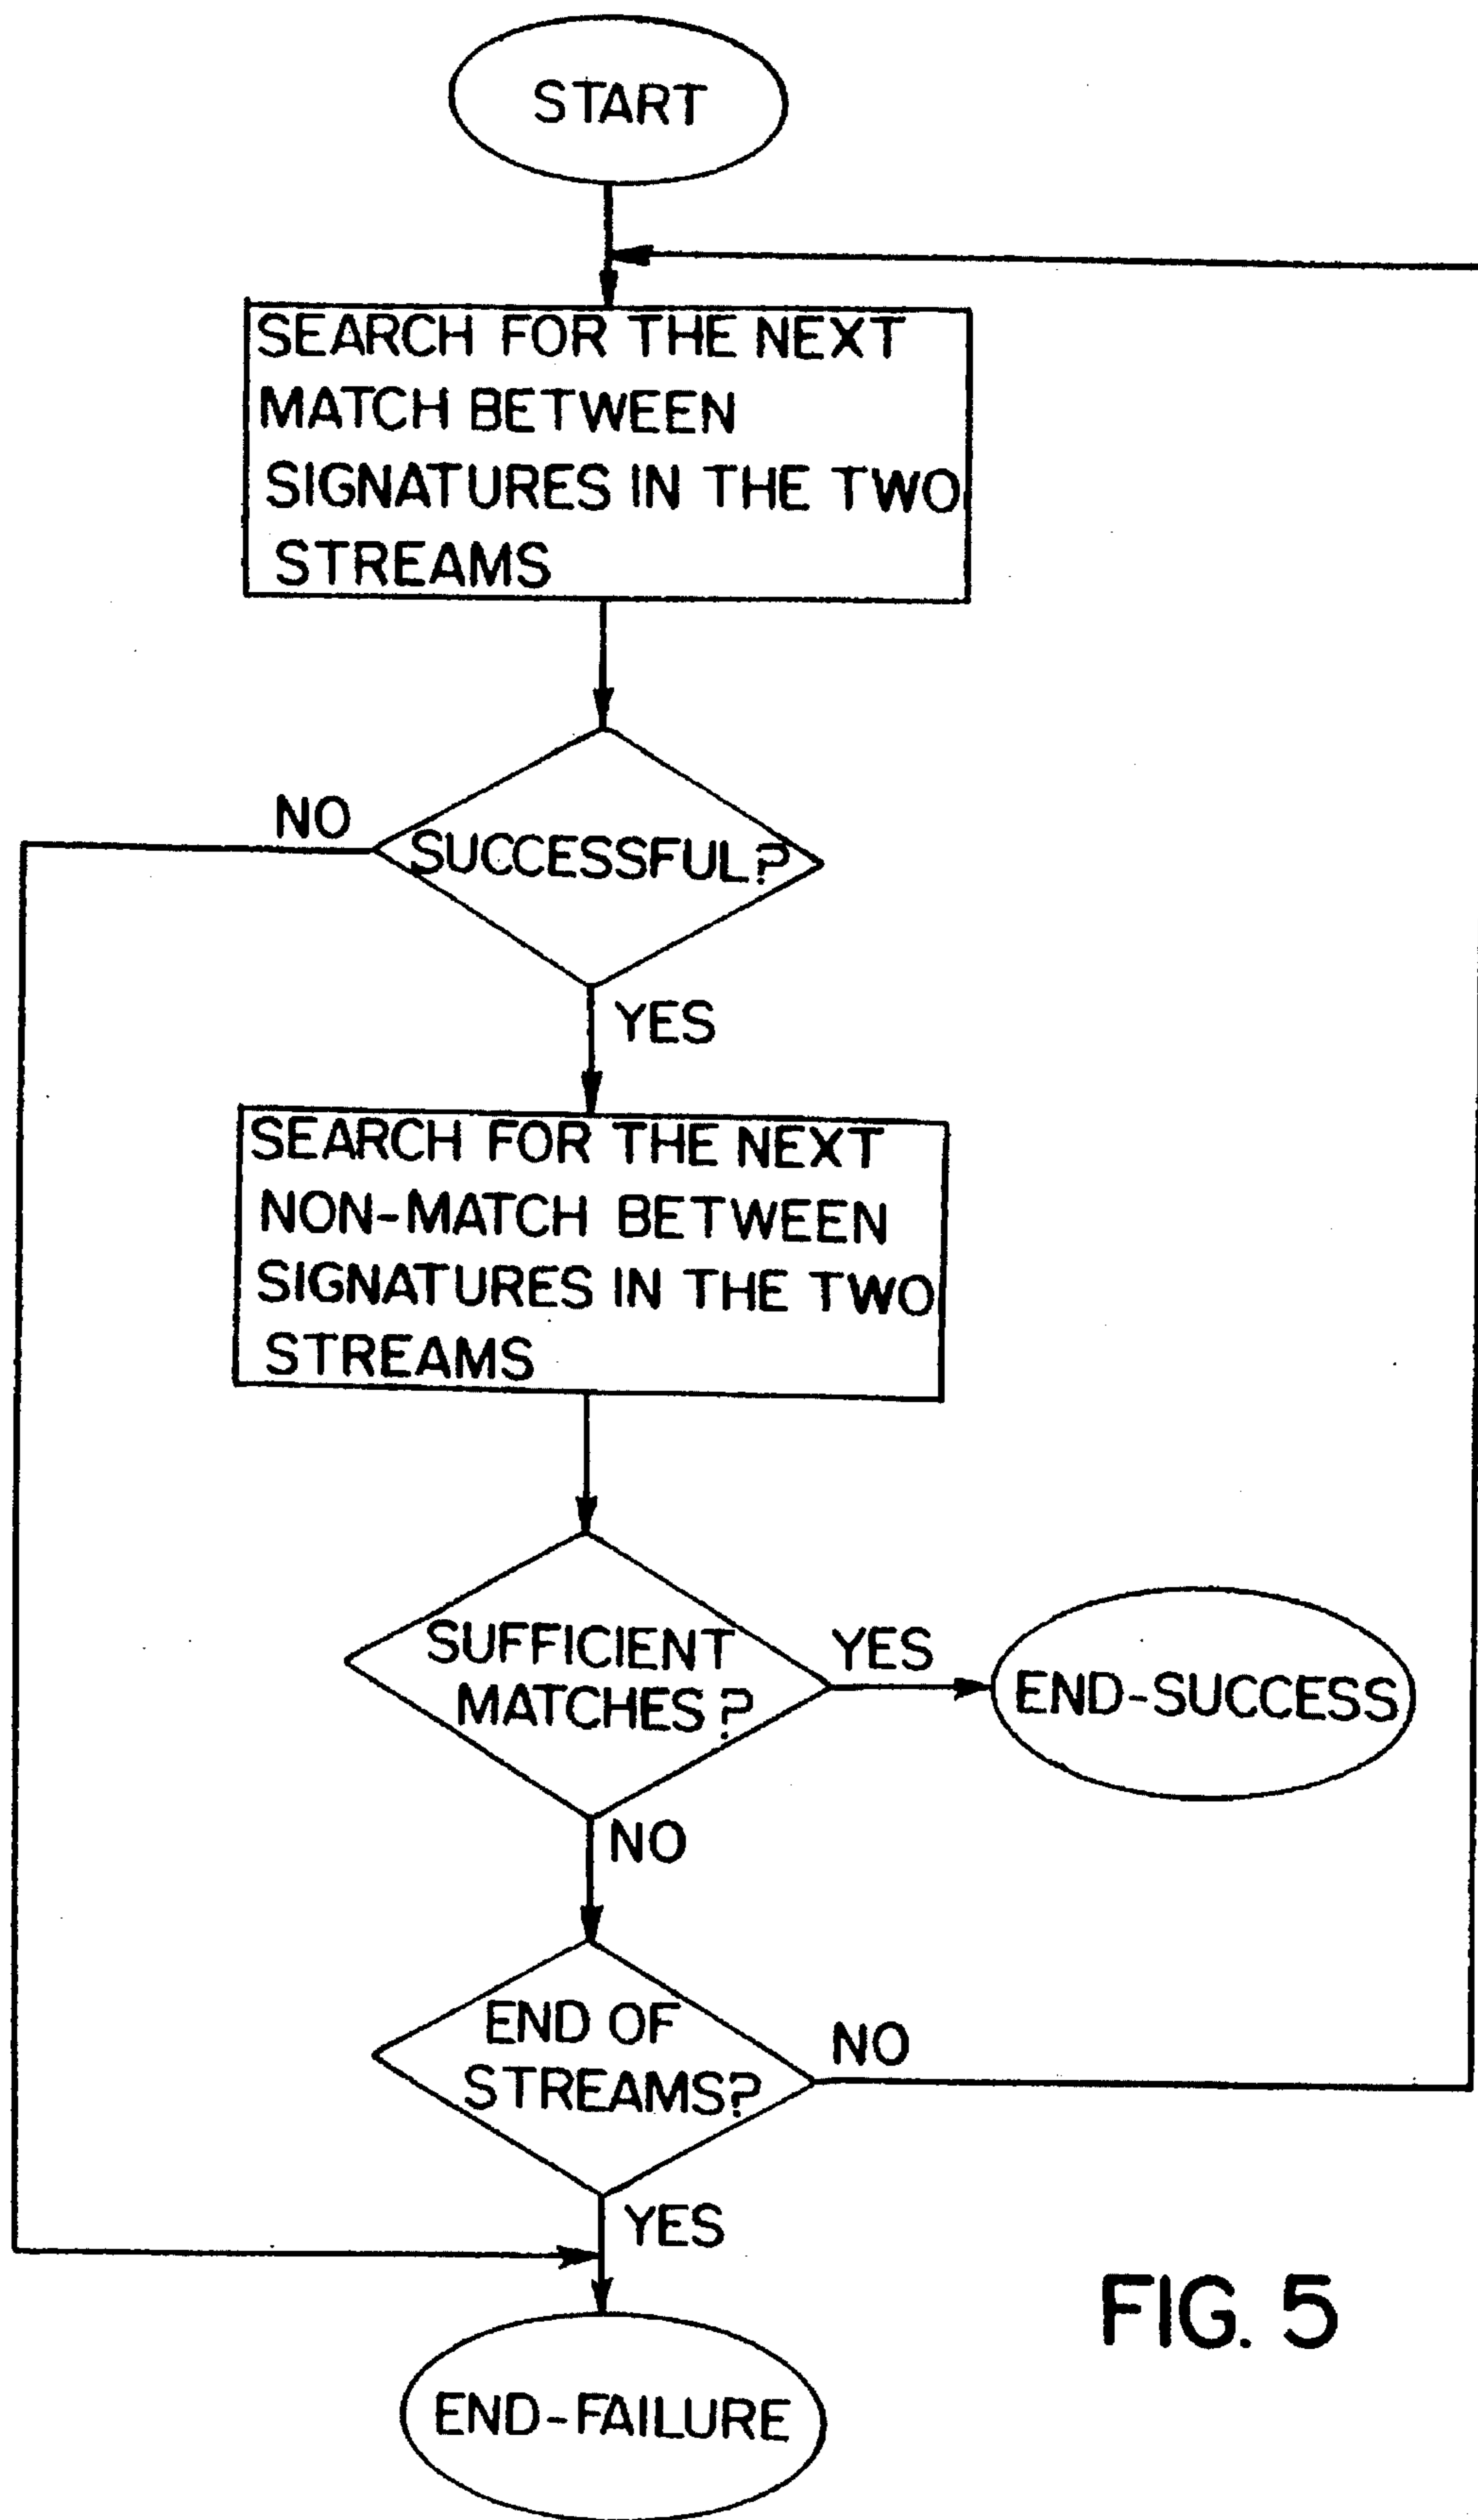 START
SEARCH FOR THE NEXT
MATCH BETWEEN
SIGNATURES IN THE TWO
STREAMS
NO
SUCCESSFUL?
YES
SEARCH FOR THE NEXT
NON-MATCH BETWEEN
SIGNATURES IN THE TWO
STREAMS
SUFFICIENT
MATCHES?
YES
END-SUCCESS
NO
END OF
STREAMS?
NO
YES
FIG. 5
END-FAILURE